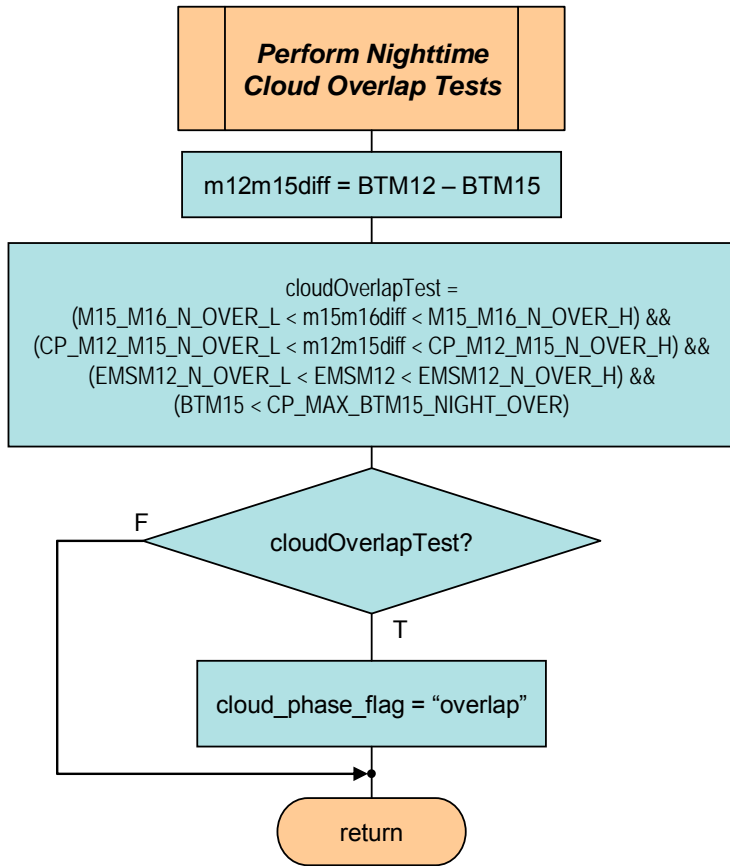 Perform Nighttime
Cloud Overlap Tests
m12m15diff = BTM12 – BTM15
cloudOverlapTest =
(M15_M16_N_OVER_L < m15m16diff < M15_M16_N_OVER_H) &&
(CP_M12_M15_N_OVER_L < m12m15diff < CP_M12_M15_N_OVER_H) &&
(EMSM12_N_OVER_L < EMSM12 < EMSM12_N_OVER_H) &&
(BTM15 < CP_MAX_BTM15_NIGHT_OVER)
F
cloudOverlapTest?
T
cloud_phase_flag = “overlap”
return